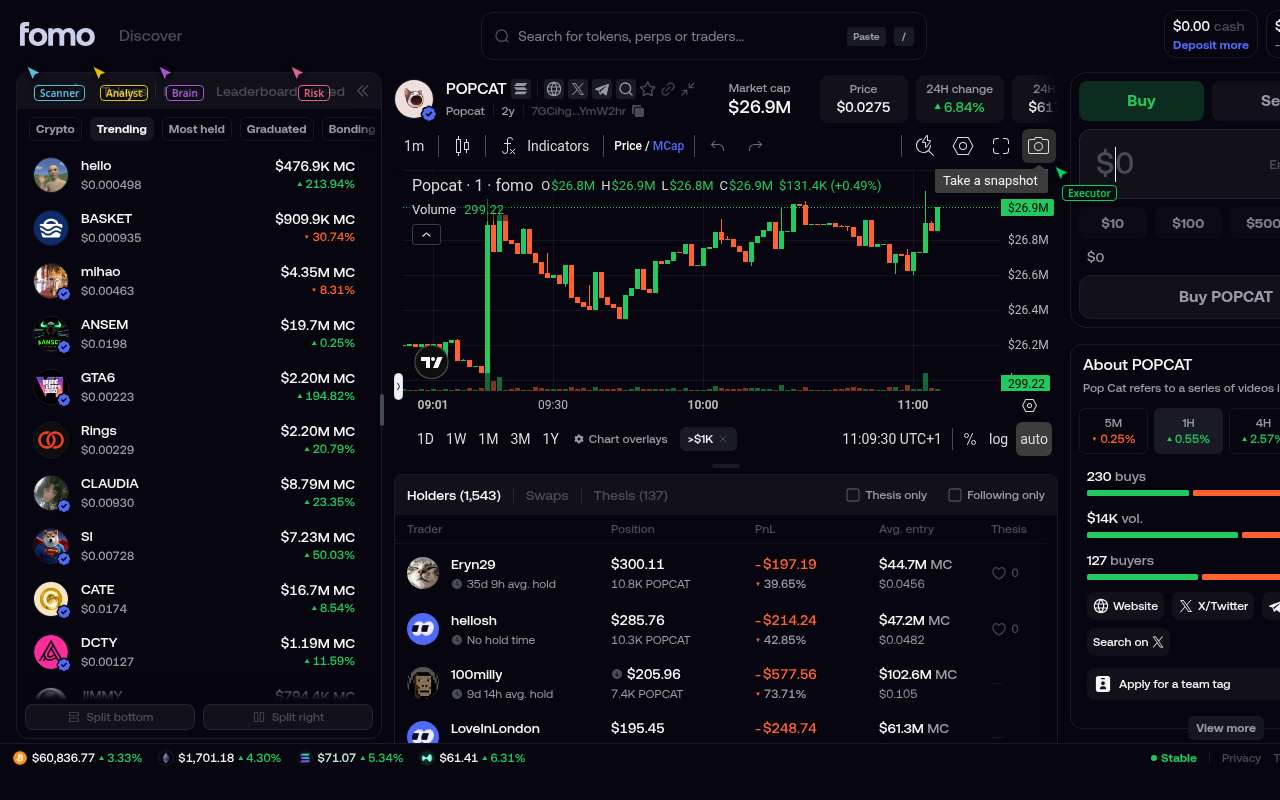 fomo
Discover
Search for tokens, perps or traders...
Paste
/
$0.00 cash
Deposit more
Scanner
Analyst
Brain
Leaderboard
Risk
Crypto
Trending
Most held
Graduated
Bonding
hello
$0.000498
$476.9K MC
213.94%
BASKET
$0.000935
$909.9K MC
30.74%
mihao
$0.00463
$4.35M MC
8.31%
ANSEM
$0.0198
$19.7M MC
0.25%
GTA6
$0.00223
$2.20M MC
194.82%
Rings
$0.00229
$2.20M MC
20.79%
CLAUDIA
$0.00930
$8.79M MC
23.35%
SI
$0.00728
$7.23M MC
50.03%
CATE
$0.0174
$16.7M MC
8.54%
DCTY
$0.00127
$1.19M MC
11.59%
JIMMY
$794.4K MC
Split bottom
Split right
POPCAT
Popcat
2y
7GCihg...YmW2hr
Market cap
$26.9M
Price
$0.0275
24H change
6.84%
24H
$61
1m
Indicators
Price / MCap
Take a snapshot
Popcat · 1 · fomo O$26.8M H$26.9M L$26.8M C$26.9M $131.4K (+0.49%)
Volume 299.22
$26.9M
$26.8M
$26.6M
$26.4M
$26.2M
299.22
09:01
09:30
10:00
11:00
1D
1W
1M
3M
1Y
Chart overlays
>$1K ×
11:09:30 UTC+1
%
log
auto
Holders (1,543)
Swaps
Thesis (137)
Thesis only
Following only
Trader
Position
PnL
Avg. entry
Thesis
Eryn29
35d 9h avg. hold
$300.11
10.8K POPCAT
-$197.19
39.65%
$44.7M MC
$0.0456
0
hellosh
No hold time
$285.76
10.3K POPCAT
-$214.24
42.85%
$47.2M MC
$0.0482
0
100milly
9d 14h avg. hold
$205.96
7.4K POPCAT
-$577.56
73.71%
$102.6M MC
$0.105
LoveInLondon
$195.45
-$248.74
$61.3M MC
Buy
Se
$0
Executor
$10
$100
$500
$0
Buy POPCAT
About POPCAT
Pop Cat refers to a series of videos i
5M
0.25%
1H
0.55%
4H
2.57%
230 buys
$14K vol.
127 buyers
Website
X/Twitter
Search on X
Apply for a team tag
View more
$60,836.77 3.33%
$1,701.18 4.30%
$71.07 5.34%
$61.41 6.31%
Stable
Privacy